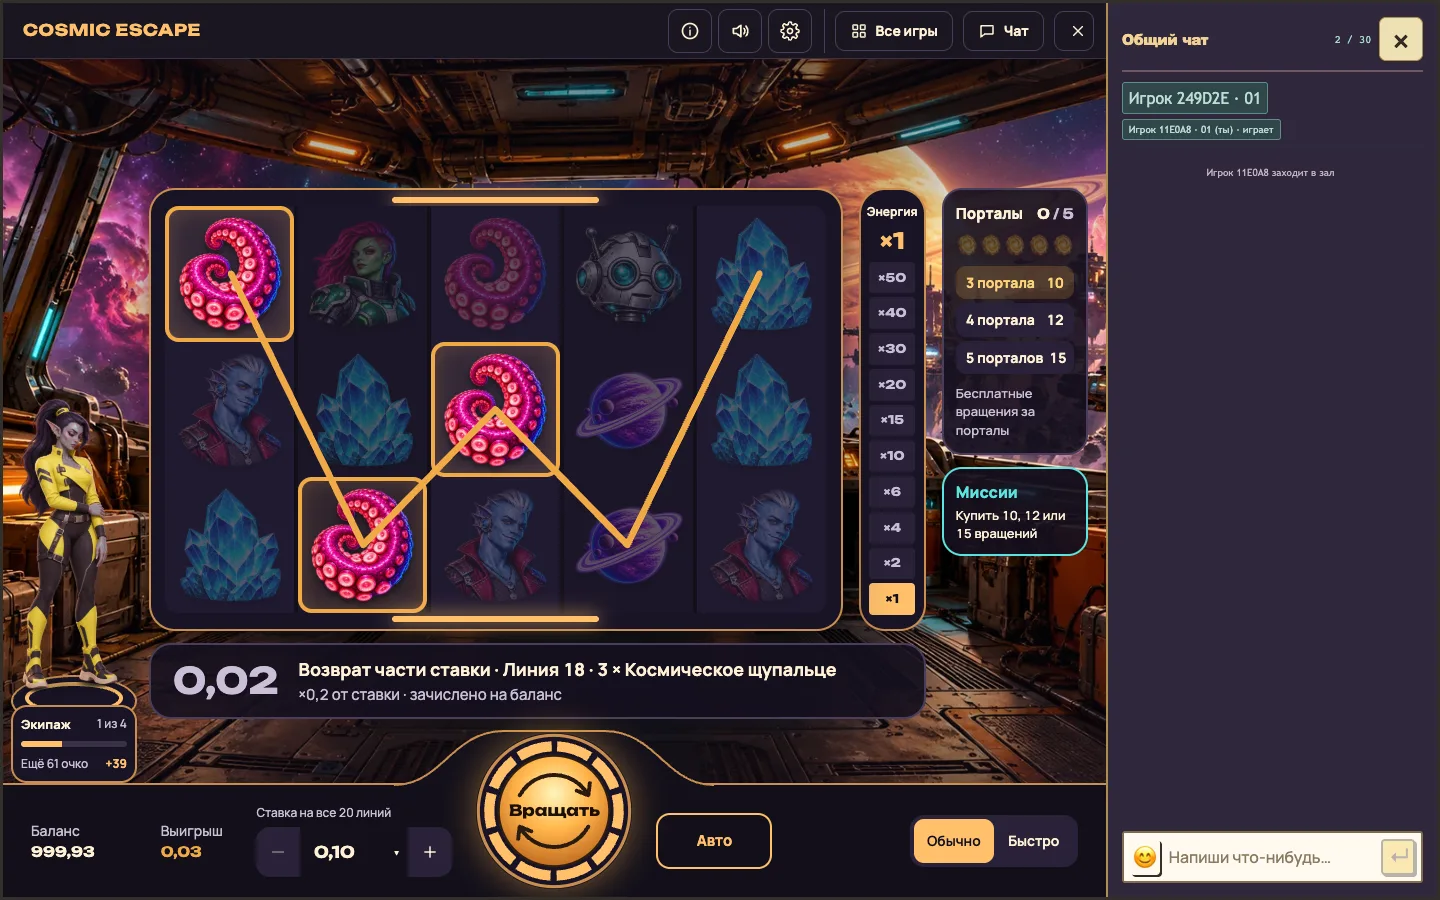 COSMIC ESCAPE
Все игры
Чат
Общий чат
2 / 30
Игрок 249D2E · 01
Игрок 11E0A8 · 01 (ты) · играет
Игрок 11E0A8 заходит в зал
Энергия
×1
×50
×40
×30
×20
×15
×10
×6
×4
×2
×1
Порталы 0 / 5
3 портала 10
4 портала 12
5 порталов 15
Бесплатные
вращения за
порталы
Миссии
Купить 10, 12 или
15 вращений
0,02
Возврат части ставки · Линия 18 · 3 × Космическое щупальце
×0,2 от ставки · зачислено на баланс
Экипаж 1 из 4
Ещё 61 очко +39
Баланс
999,93
Выигрыш
0,03
Ставка на все 20 линий
− 0,10 +
Вращать
Авто
Обычно
Быстро
Напиши что-нибудь...